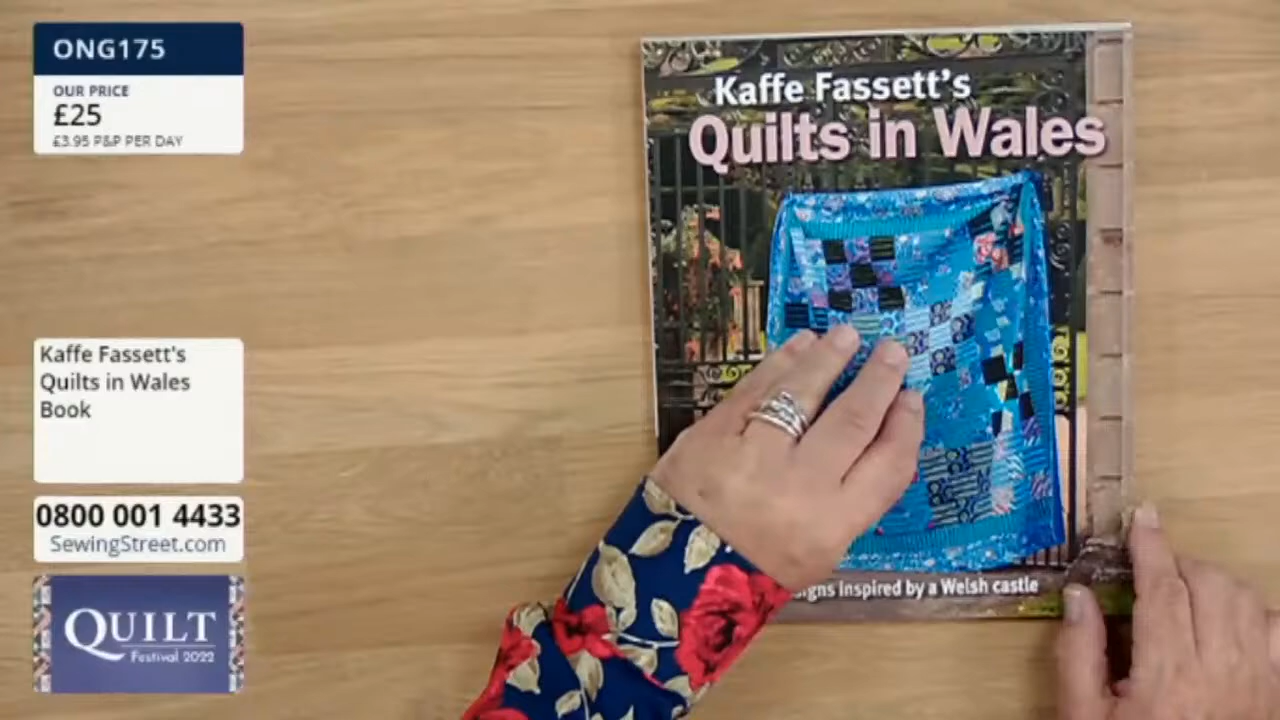 ONG175
OUR PRICE
£25
£3.95 P&P PER DAY
Kaffe Fassett's
Quilts in Wales
Book
0800 001 4433
SewingStreet.com
QUILT
Festival 2022
Kaffe Fassett's
Quilts in Wales
inspired by a Welsh castle